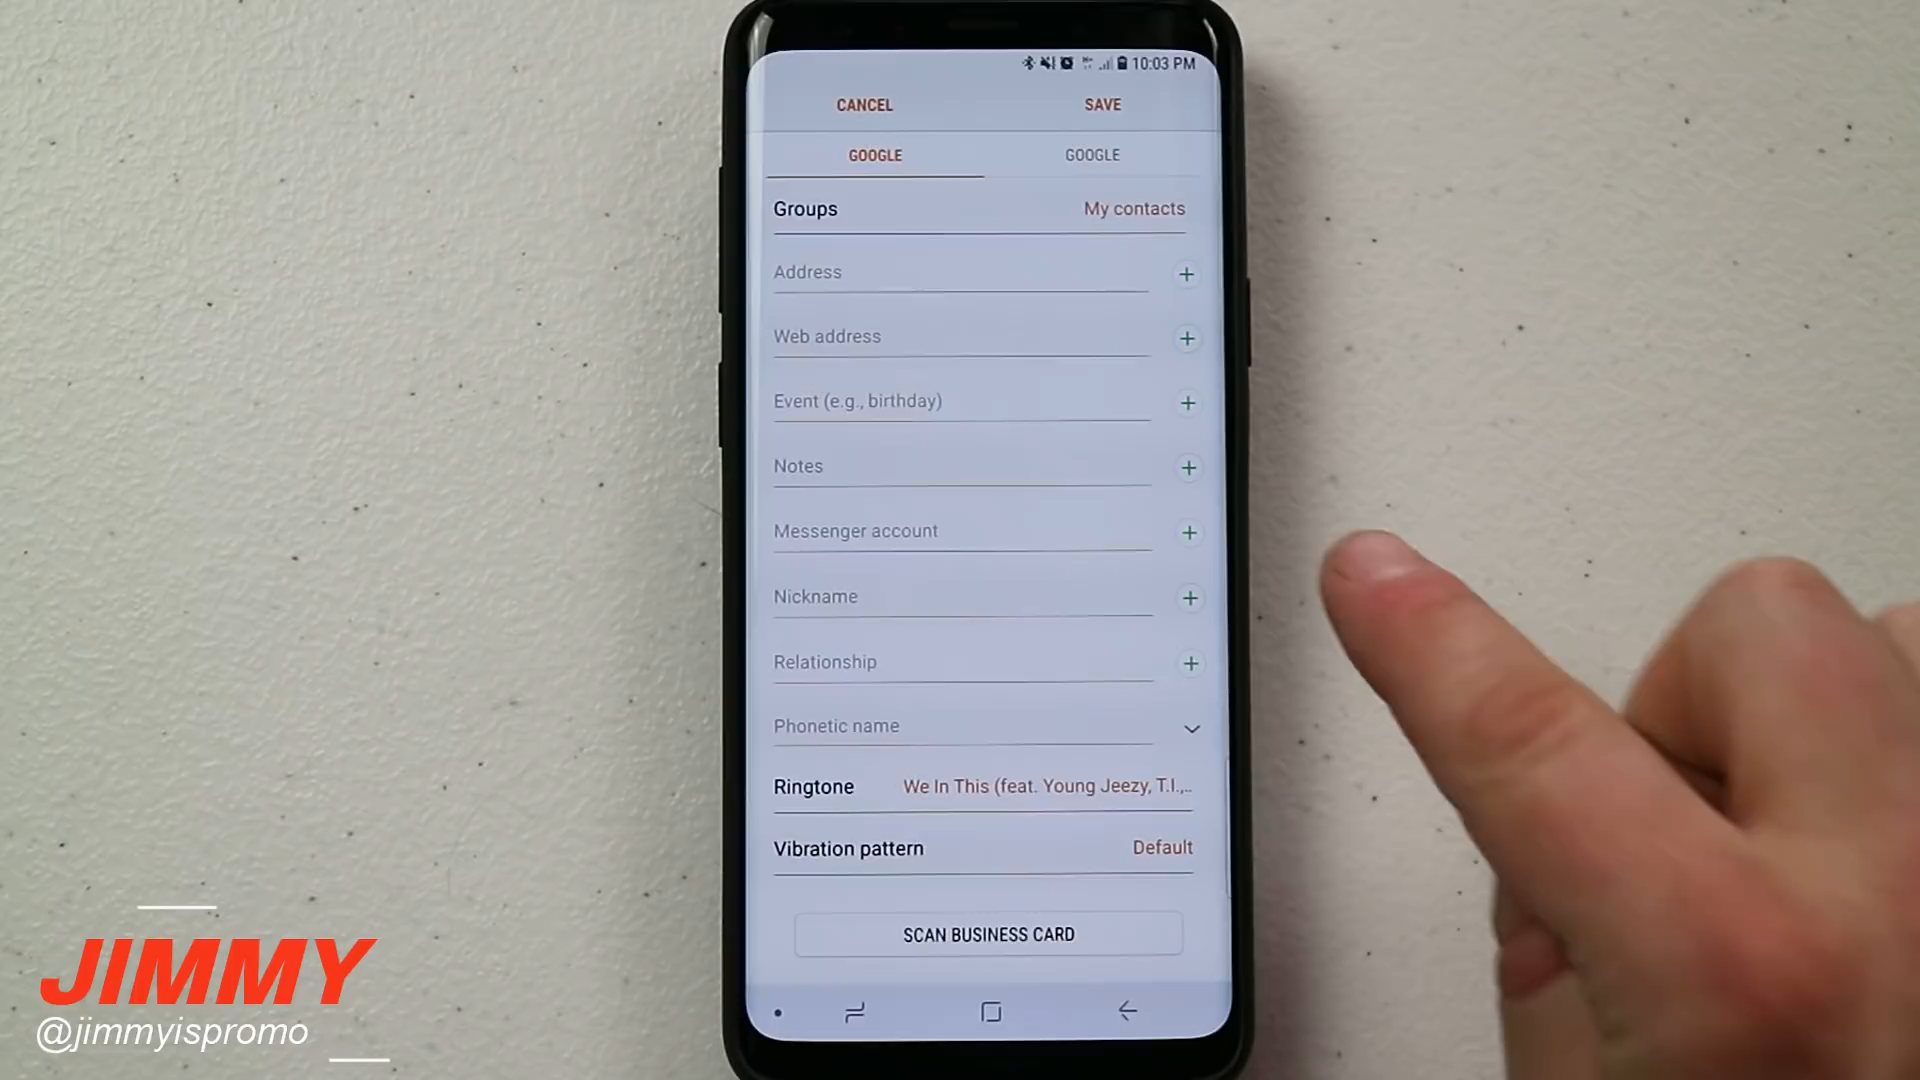 10:03 PM
CANCEL SAVE
GOOGLE GOOGLE
Groups My contacts
Address
Web address
Event (e.g., birthday)
Notes
Messenger account
Nickname
Relationship
Phonetic name
Ringtone We In This (feat. Young Jeezy, T.I.,..
Vibration pattern Default
SCAN BUSINESS CARD
JIMMY
@jimmyispromo